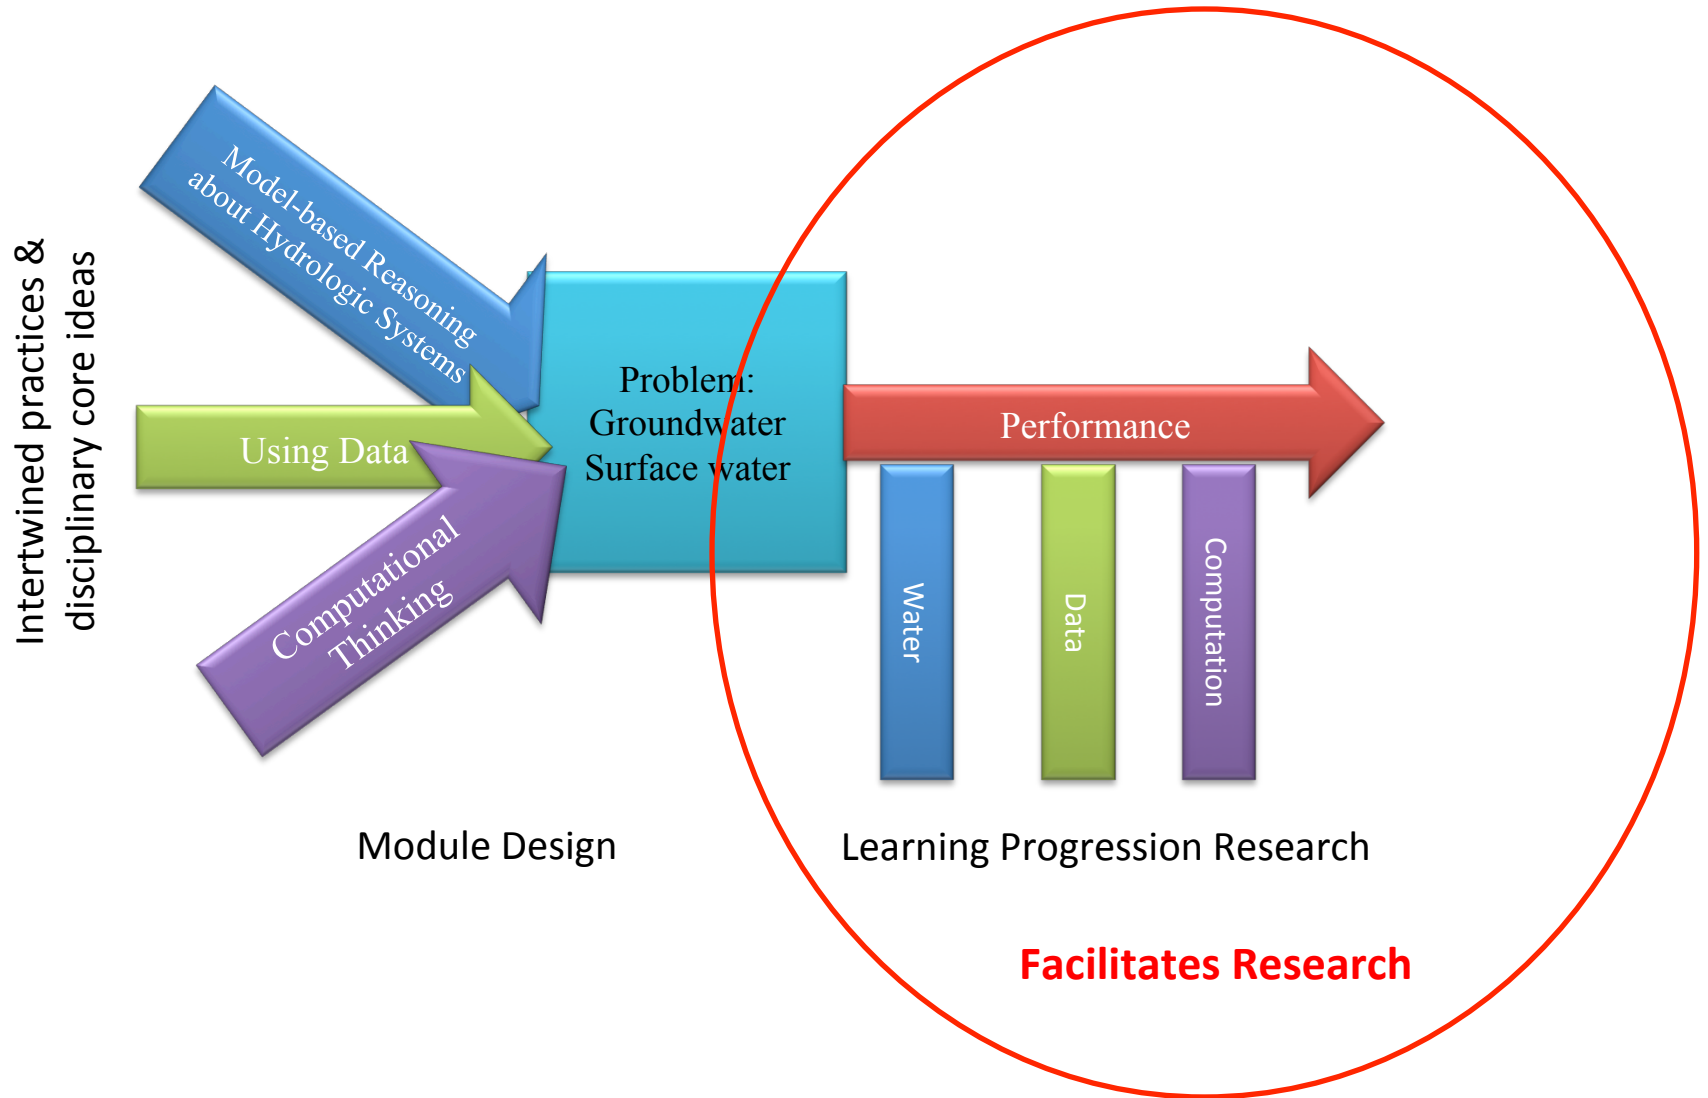 Intertwined practices &
disciplinary core ideas
Model-based Reasoning
about Hydrologic Systems
Using Data
Computational
Thinking
Problem:
Groundwater
Surface water
Performance
Water
Data
Computation
Module Design
Learning Progression Research
Facilitates Research